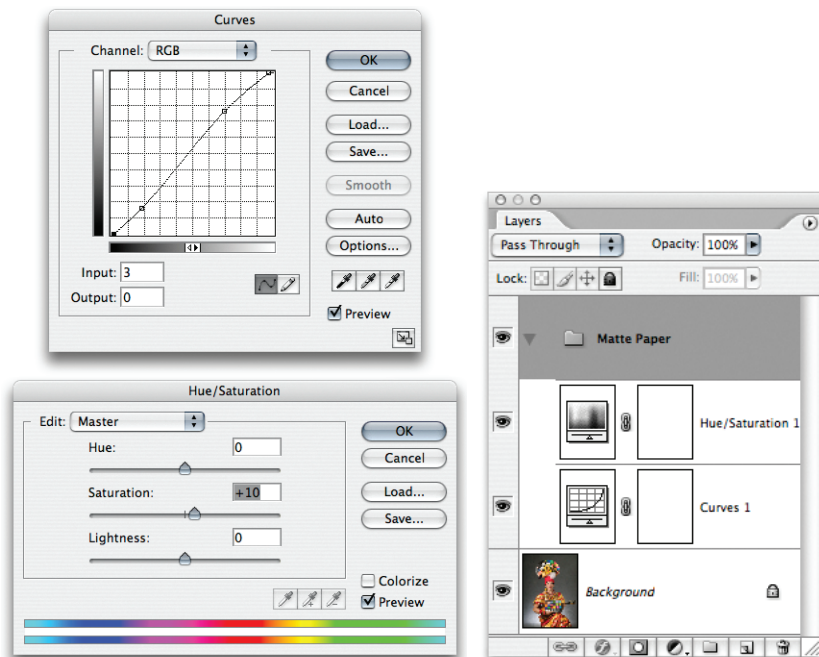 Curves
Channel: RGB
OK
Cancel
Load...
Save...
Smooth
Auto
Options...
Input: 3
Output: 0
Preview
Hue/Saturation
Edit: Master
Hue: 0
Saturation: +10
Lightness: 0
OK
Cancel
Load...
Save...
Colorize
Preview
Layers
Pass Through Opacity: 100%
Lock: Fill: 100%
Matte Paper
Hue/Saturation 1
Curves 1
Background